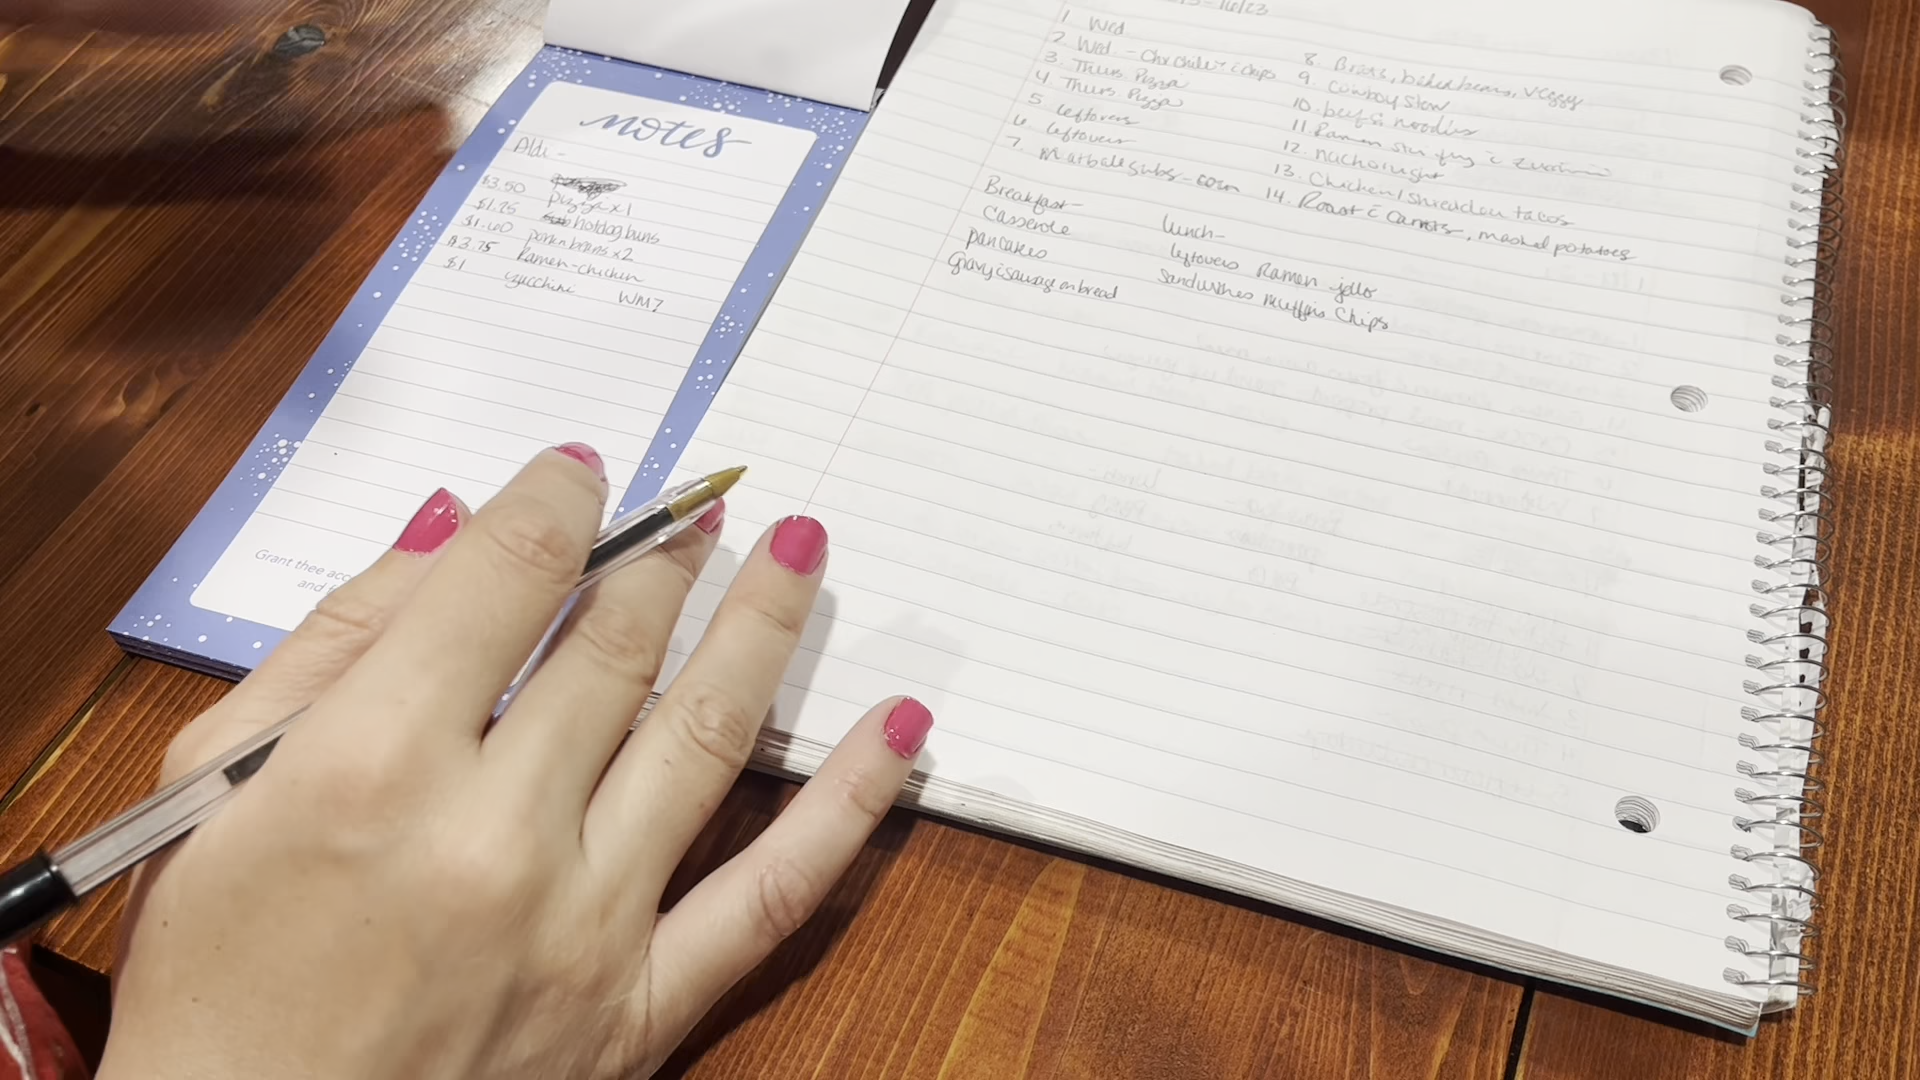 notes
Aldi -
$3.50 pizza x 1
$1.75 hotdog buns
$1.60 pork n beans x2
$3.75 Ramen-chicken
$1 zucchini WM7
Grant thee acc
and f
1. Wed
2. Wed - Chx chili & chips
3. Thurs Pizza
4. Thurs Pizza
5. leftovers
6. leftovers
7. Meatball subs - corn
8. Brats, baked beans, veggy
9. Cowboy stew
10. beef & noodles
11. Ramen stir fry c zucchini
12. nacho night
13. Chicken / shredded tacos
14. Roast c carrots, mashed potatoes
Breakfast-
Casserole
pancakes
Gravy c sausage on bread
lunch-
leftovers Ramen jello
Sandwiches Muffins Chips